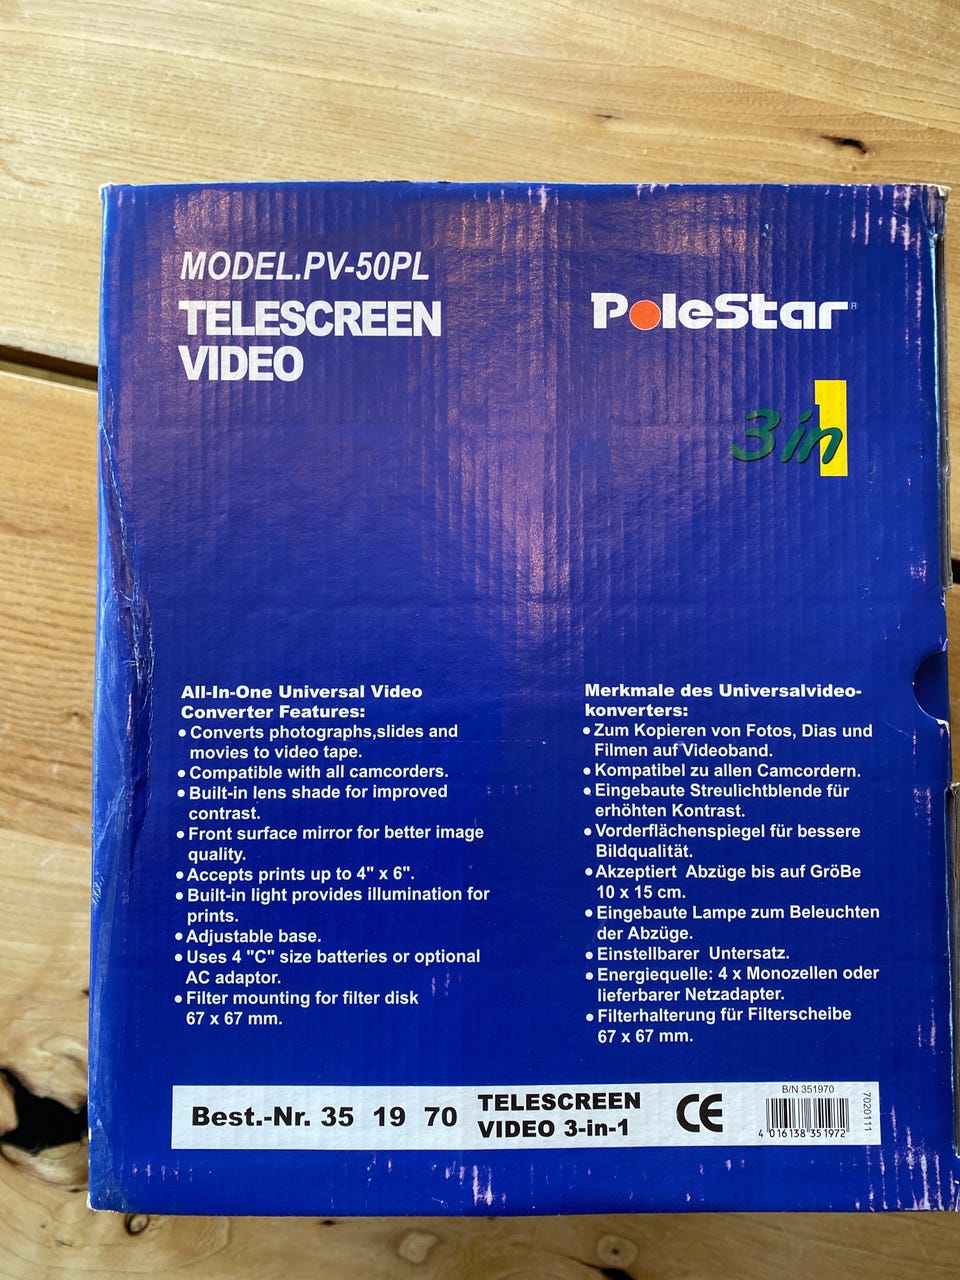 MODEL.PV-50PL
TELESCREEN
VIDEO
PoleStar®
3 in 1
All-In-One Universal Video
Converter Features:
•Converts photographs,slides and
movies to video tape.
•Compatible with all camcorders.
•Built-in lens shade for improved
contrast.
•Front surface mirror for better image
quality.
•Accepts prints up to 4" x 6".
•Built-in light provides illumination for
prints.
•Adjustable base.
•Uses 4 "C" size batteries or optional
AC adaptor.
•Filter mounting for filter disk
67 x 67 mm.
Merkmale des Universalvideo-
konverters:
•Zum Kopieren von Fotos, Dias und
Filmen auf Videoband.
•Kompatibel zu allen Camcordern.
•Eingebaute Streulichtblende für
erhöhten Kontrast.
•Vorderflächenspiegel für bessere
Bildqualität.
•Akzeptiert Abzüge bis auf GröBe
10 x 15 cm.
•Eingebaute Lampe zum Beleuchten
der Abzüge.
•Einstellbarer Untersatz.
•Energiequelle: 4 x Monozellen oder
lieferbarer Netzadapter.
•Filterhalterung für Filterscheibe
67 x 67 mm.
Best.-Nr. 35 19 70
TELESCREEN
VIDEO 3-in-1
CE
B/N 351970
4 016138 351972
7020111